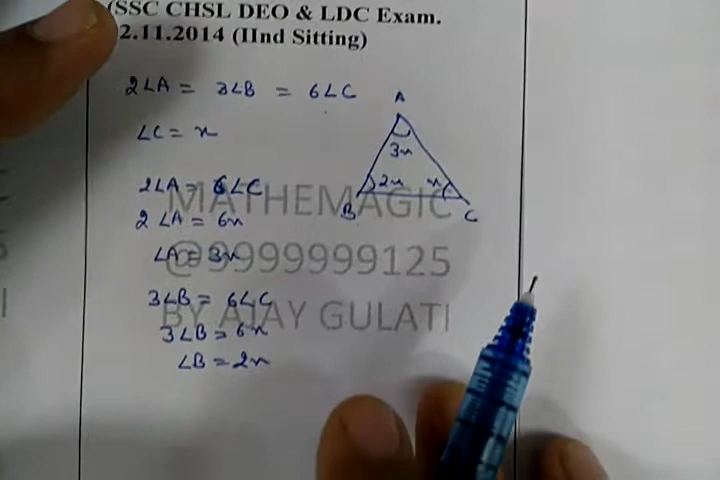 (SSC CHSL DEO & LDC Exam.
2.11.2014 (IInd Sitting)
2∠A = 3∠B = 6∠C
∠C = x
A
3x
2x
x
B
C
2∠A = 6∠C
2∠A = 6x
∠A = 3x
3∠B = 6∠C
3∠B = 6x
∠B = 2x
MATHEMAGIC
@9999999125
BY AJAY GULATI